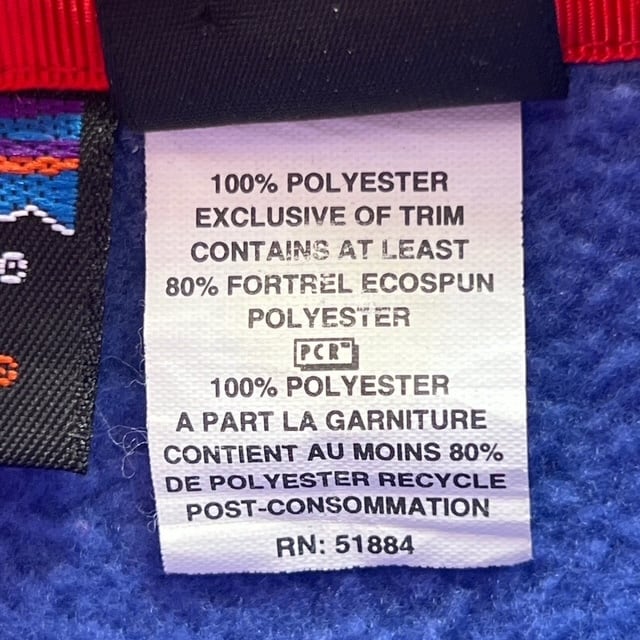 100% POLYESTER
EXCLUSIVE OF TRIM
CONTAINS AT LEAST
80% FORTREL ECOSPUN
POLYESTER
PCR™
100% POLYESTER
A PART LA GARNITURE
CONTIENT AU MOINS 80%
DE POLYESTER RECYCLE
POST-CONSOMMATION
RN: 51884